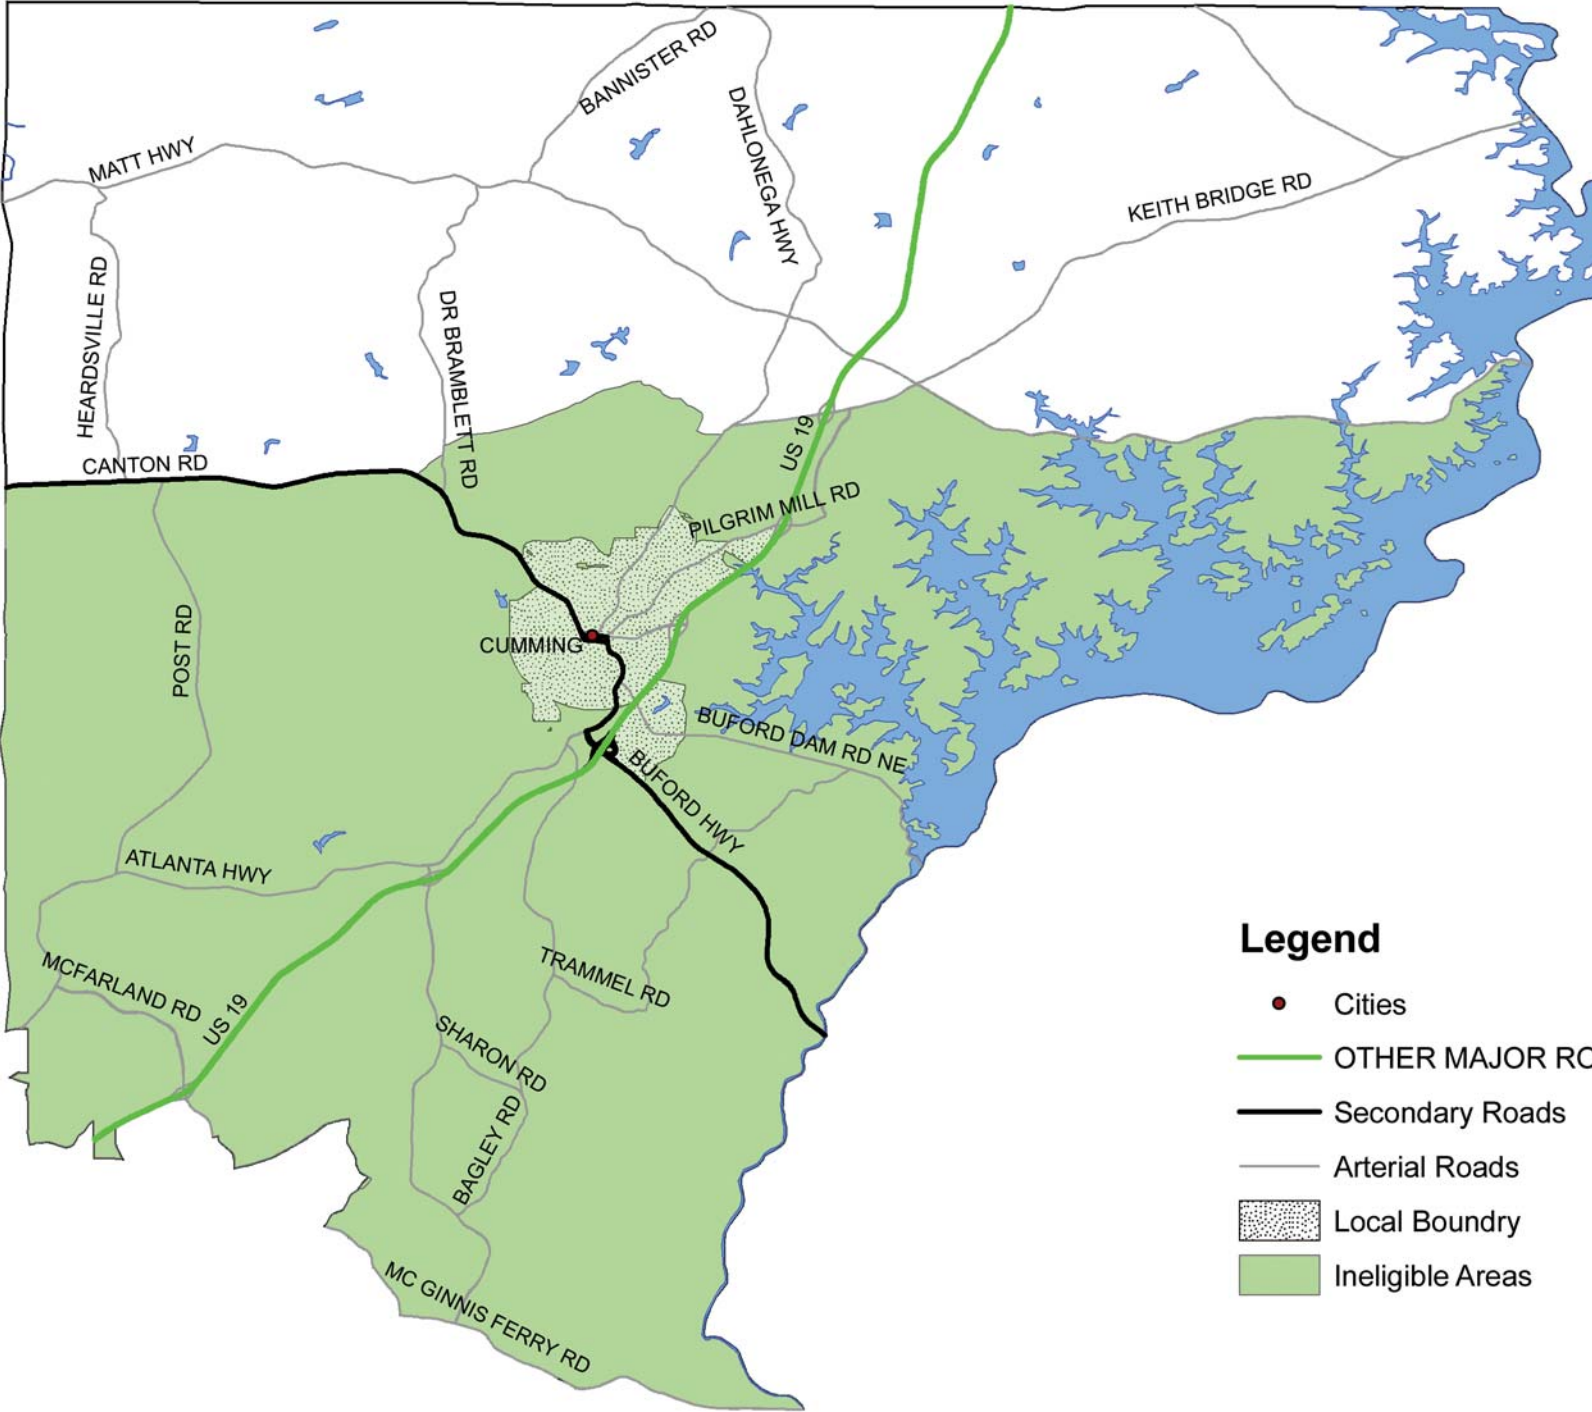 BANNISTER RD
DAHLONEGA HWY
MATT HWY
KEITH BRIDGE RD
HEARDSVILLE RD
DR BRAMBLETT RD
US 19
CANTON RD
PILGRIM MILL RD
POST RD
CUMMING
BUFORD DAM RD NE
BUFORD HWY
ATLANTA HWY
MCFARLAND RD
US 19
TRAMMEL RD
SHARON RD
BAGLEY RD
MC GINNIS FERRY RD
Legend
Cities
OTHER MAJOR RO
Secondary Roads
Arterial Roads
Local Boundry
Ineligible Areas